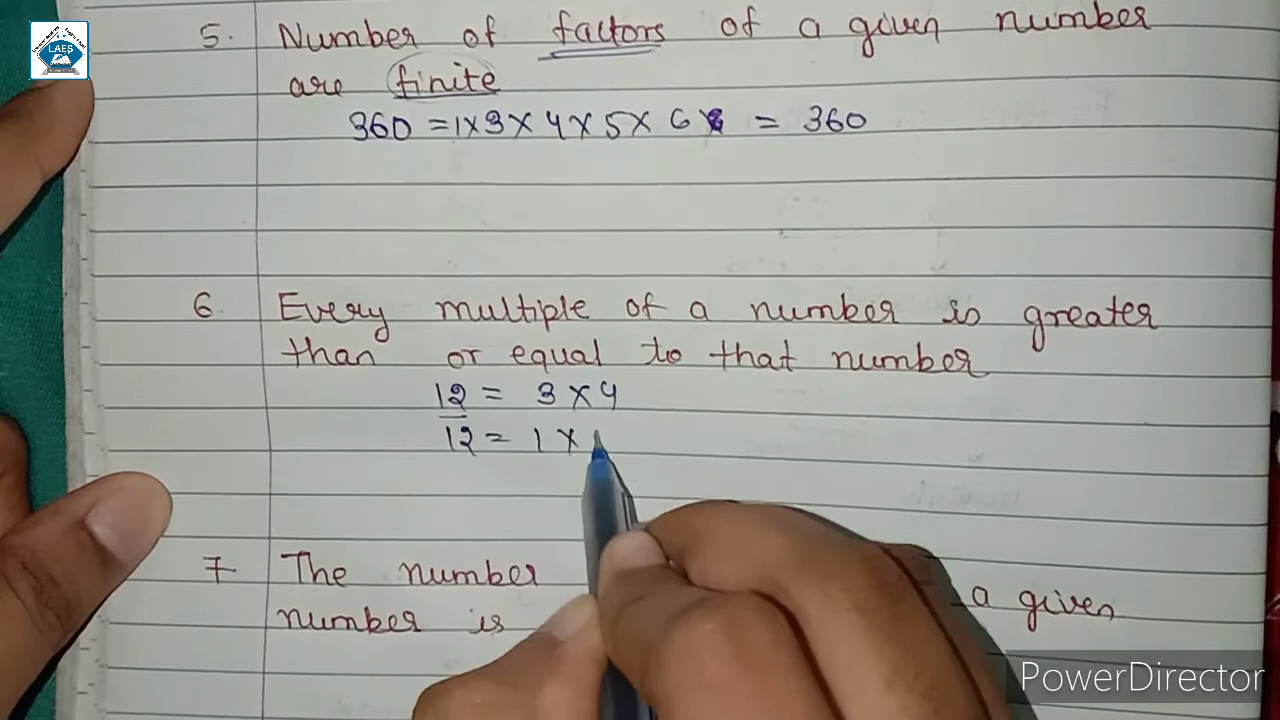 LAES
5. Number of factors of a given number
are finite
360 = 1 × 3 × 4 × 5 × 6 = 360
6. Every multiple of a number is greater
than or equal to that number
12 = 3 × 4
12 = 1 ×
7 The number a given
number is
PowerDirector